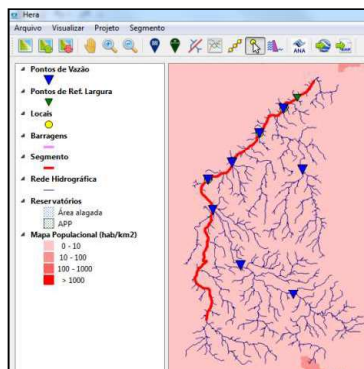 Hera
Arquivo Visualizar Projeto Segmento
ANA
Pontos de Vazão
Pontos de Ref. Largura
Locais
Barragens
Segmento
Rede Hidrográfica
Reservatórios
Área alagada
APP
Mapa Populacional (hab/km2)
0 - 10
10 - 100
100 - 1000
> 1000